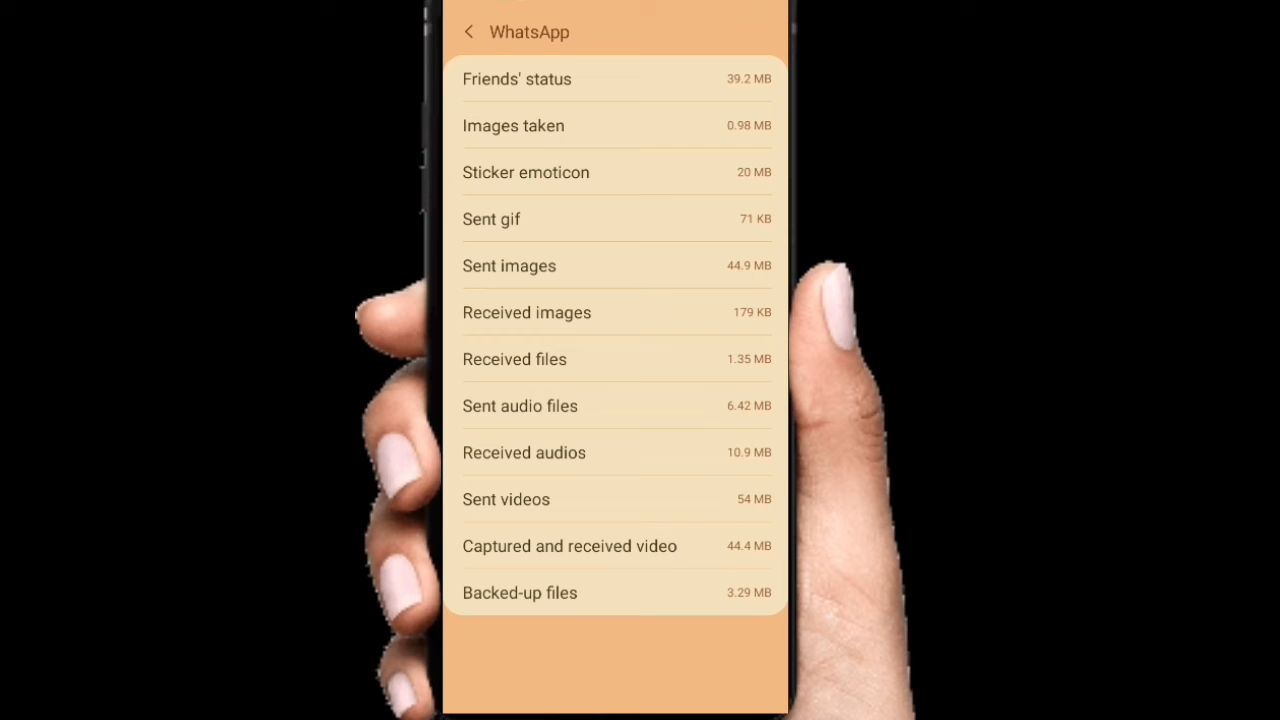 WhatsApp
Friends' status 39.2 MB
Images taken 0.98 MB
Sticker emoticon 20 MB
Sent gif 71 KB
Sent images 44.9 MB
Received images 179 KB
Received files 1.35 MB
Sent audio files 6.42 MB
Received audios 10.9 MB
Sent videos 54 MB
Captured and received video 44.4 MB
Backed-up files 3.29 MB